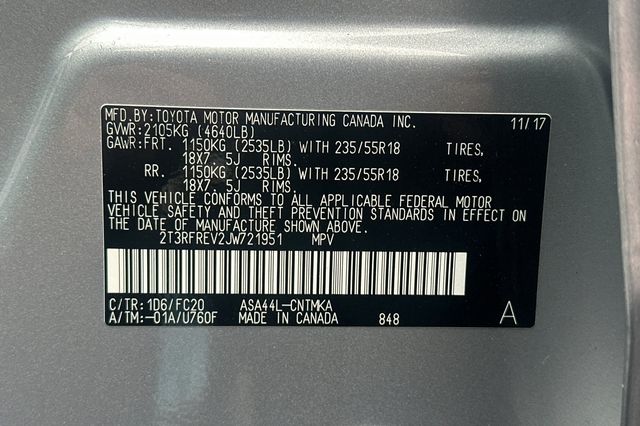 MFD.BY:TOYOTA MOTOR MANUFACTURING CANADA INC. 11/17
GVWR:2105KG (4640LB)
GAWR:FRT. 1150KG (2535LB) WITH 235/55R18 TIRES,
18X7. 5J RIMS.
RR. 1150KG (2535LB) WITH 235/55R18 TIRES,
18X7. 5J RIMS.
THIS VEHICLE CONFORMS TO ALL APPLICABLE FEDERAL MOTOR
VEHICLE SAFETY AND THEFT PREVENTION STANDARDS IN EFFECT ON
THE DATE OF MANUFACTURE SHOWN ABOVE.
2T3RFREV2JW721951 MPV
C/TR:1D6/FC20 ASA44L-CNTMKA
A/TM:-01A/U760F MADE IN CANADA 848 A